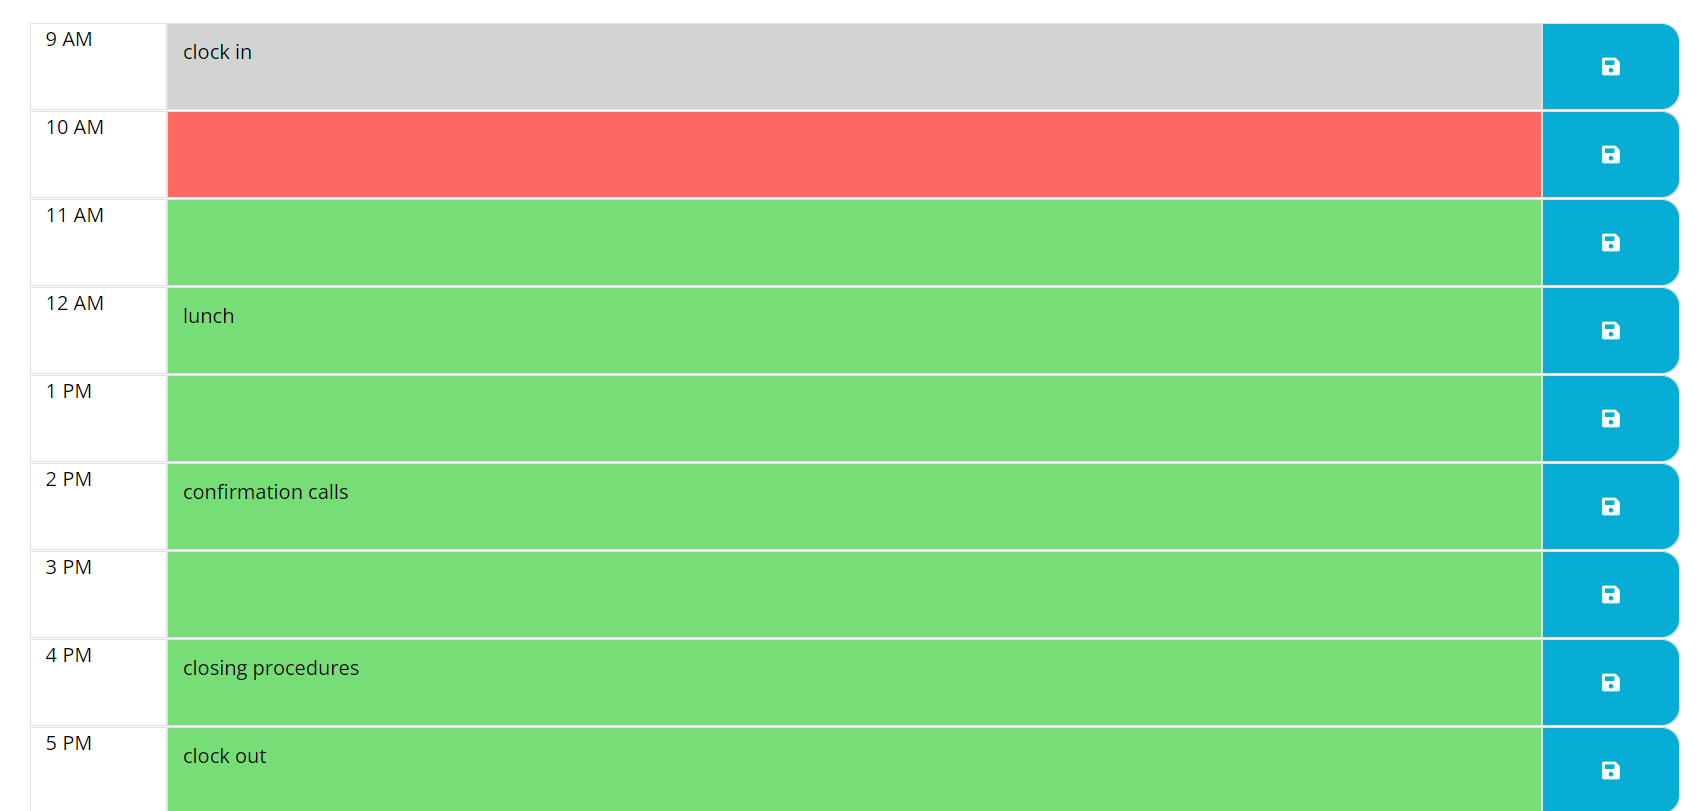 9 AM
clock in
10 AM
11 AM
12 AM
lunch
1 PM
2 PM
confirmation calls
3 PM
4 PM
closing procedures
5 PM
clock out